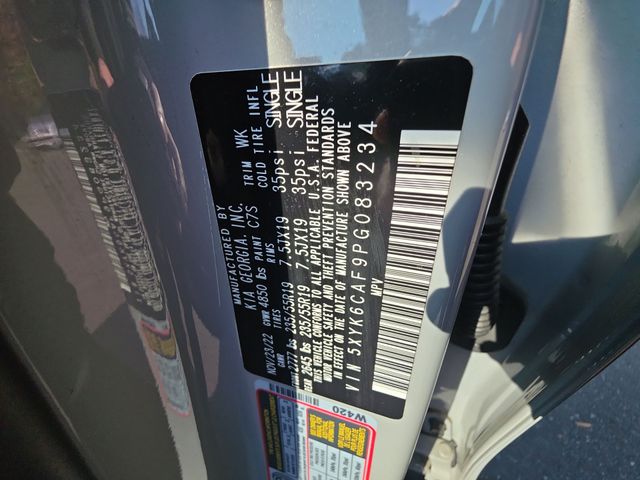 MANUFACTURED BY
KIA GEORGIA, INC.
NOV/23/22 GVWR 4850 lbs PAINT C7S TRIM WK
GAWR TIRES RIMS COLD TIRE INFL
2777 lbs 235/55R19 7.5JX19 35psi SINGLE
2645 lbs 235/55R19 7.5JX19 35psi SINGLE
THIS VEHICLE CONFORMS TO ALL APPLICABLE U.S.A. FEDERAL
MOTOR VEHICLE SAFETY AND THEFT PREVENTION STANDARDS
IN EFFECT ON THE DATE OF MANUFACTURE SHOWN ABOVE
VIN 5XYK6CAF9PG083234
MPV
W420